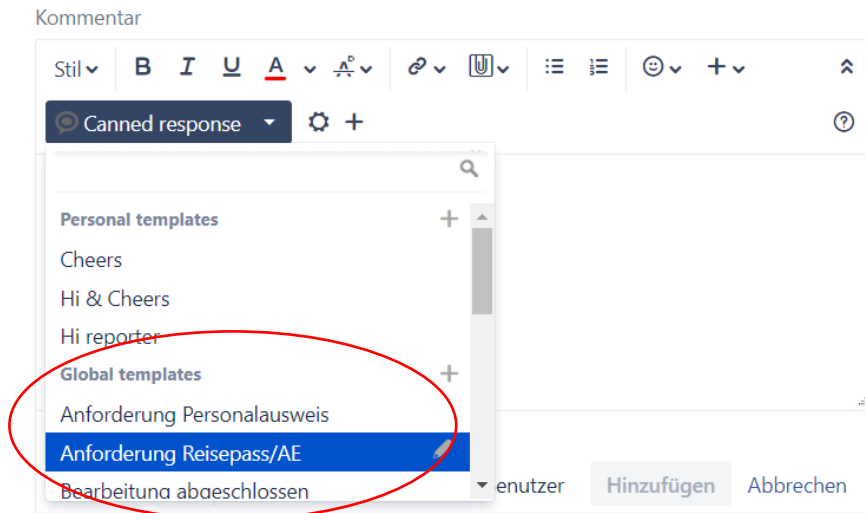 Kommentar
Stil B I U A
Canned response
Personal templates
Cheers
Hi & Cheers
Hi reporter
Global templates
Anforderung Personalausweis
Anforderung Reisepass/AE
Bearbeitung abgeschlossen
enutzer Hinzufügen Abbrechen